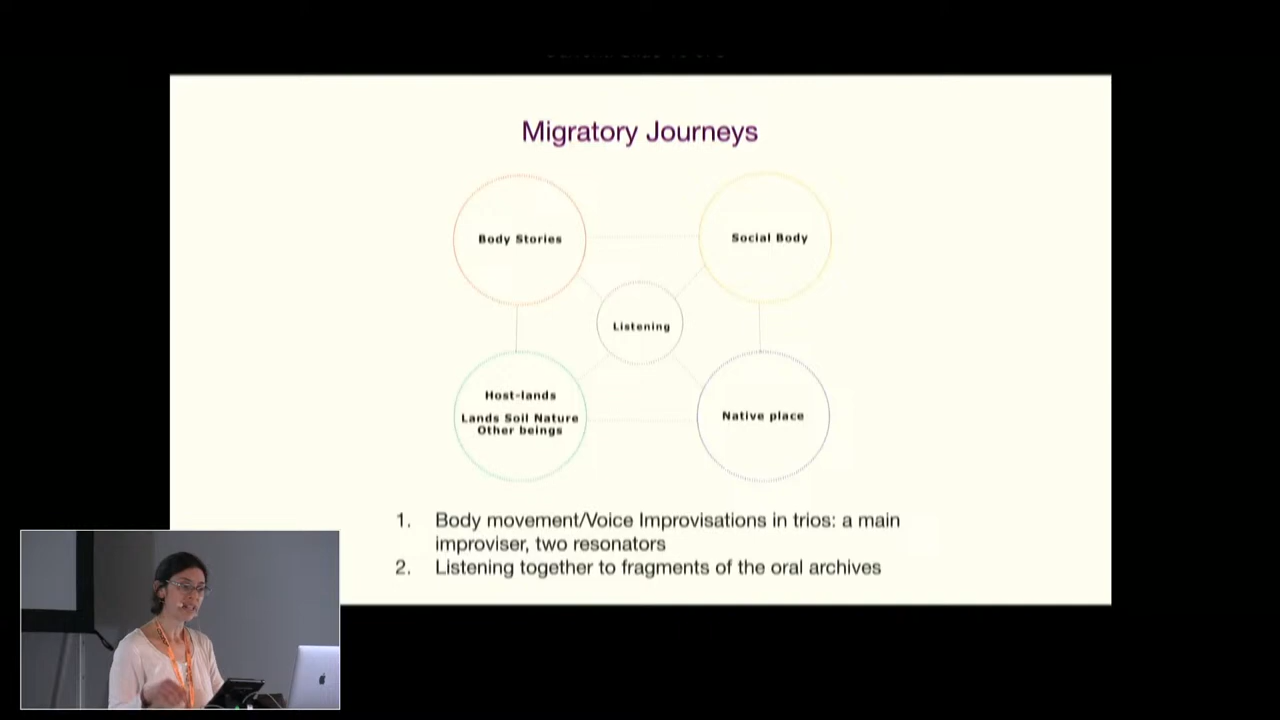 Migratory Journeys
Body Stories
Social Body
Listening
Host-lands
Lands Soil Nature
Other beings
Native place
1. Body movement/Voice Improvisations in trios: a main
improviser, two resonators
2. Listening together to fragments of the oral archives